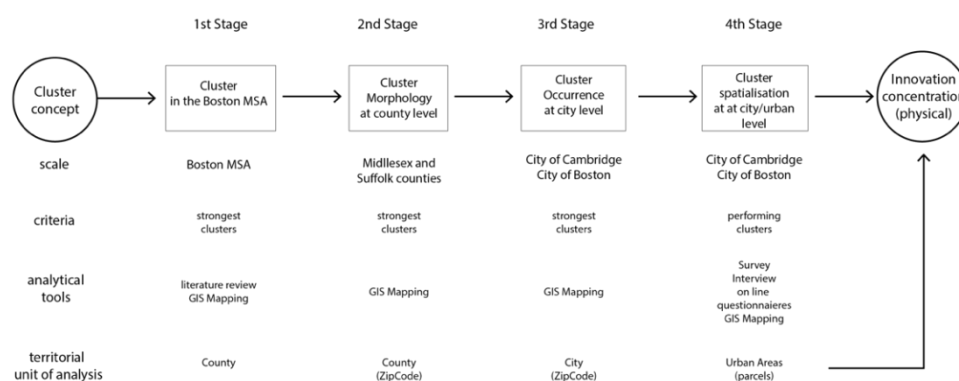 1st Stage
2nd Stage
3rd Stage
4th Stage
Cluster
concept
Cluster
in the Boston MSA
Cluster
Morphology
at county level
Cluster
Occurrence
at city level
Cluster
spatialisation
at at city/urban
level
Innovation
concentration
(physical)
scale
Boston MSA
Midllesex and
Suffolk counties
City of Cambridge
City of Boston
City of Cambridge
City of Boston
criteria
strongest
clusters
strongest
clusters
strongest
clusters
performing
clusters
analytical
tools
literature review
GIS Mapping
GIS Mapping
GIS Mapping
Survey
Interview
on line
questionnaieres
GIS Mapping
territorial
unit of analysis
County
County
(ZipCode)
City
(ZipCode)
Urban Areas
(parcels)